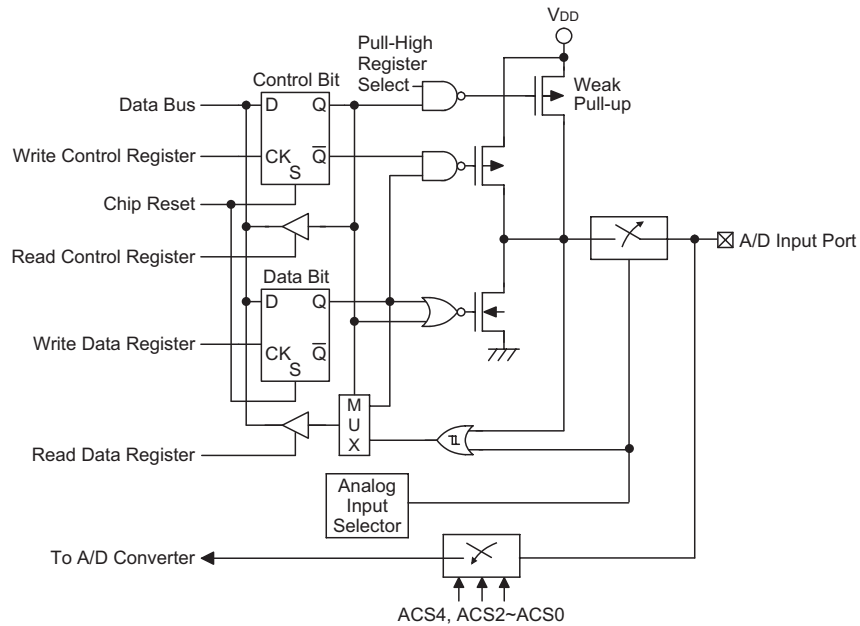 VDD
Pull-High
Register
Select
Control Bit
Weak
Pull-up
Data Bus
D
Q
Write Control Register
CK
Q
S
Chip Reset
Read Control Register
A/D Input Port
Data Bit
D
Q
Write Data Register
CK
Q
S
M
U
X
Read Data Register
Analog
Input
Selector
To A/D Converter
ACS4, ACS2~ACS0